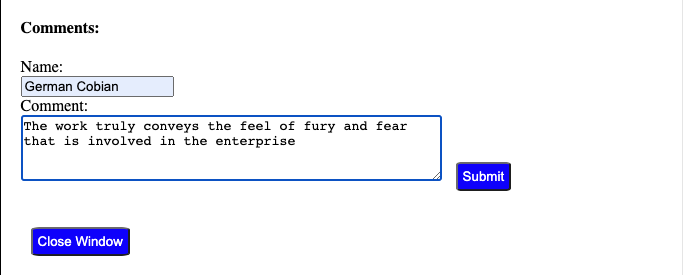 Comments:
Name:
German Cobian
Comment:
The work truly conveys the feel of fury and fear
that is involved in the enterprise
Submit
Close Window